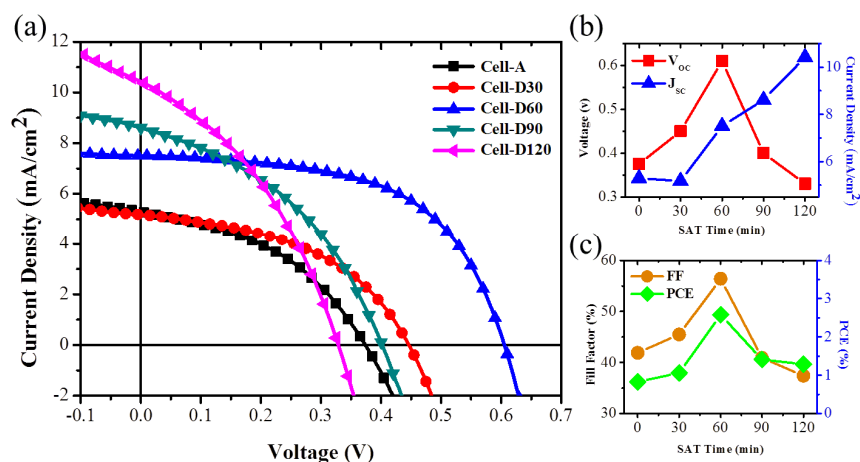 (a)
12
10
8
6
4
2
0
-2
-0.1 0.0 0.1 0.2 0.3 0.4 0.5 0.6 0.7
Current Density (mA/cm2)
Voltage (V)
Cell-A
Cell-D30
Cell-D60
Cell-D90
Cell-D120
(b)
0.6
0.5
0.4
0.3
Voltage (v)
VOC
JSC
10
8
6
Current Density (mA/cm2)
0 30 60 90 120
SAT Time (min)
(c)
60
50
40
30
Fill Factor (%)
FF
PCE
4
3
2
1
0
PCE (%)
0 30 60 90 120
SAT Time (min)